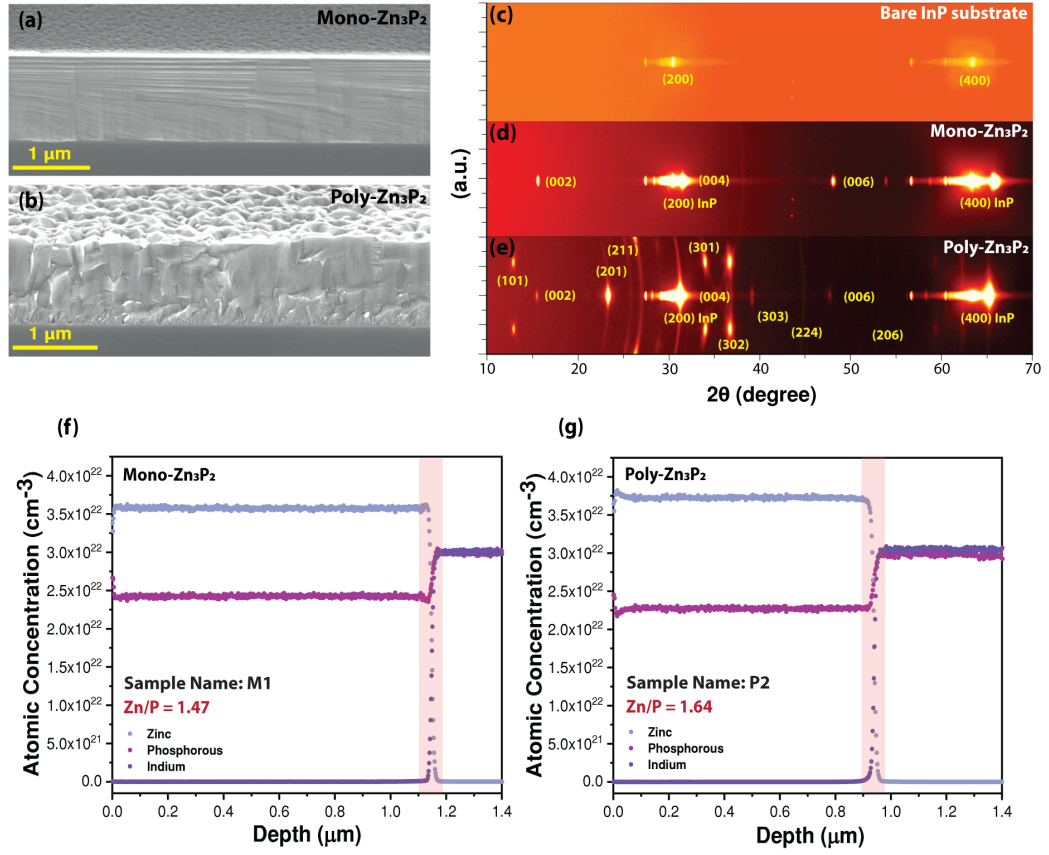 (a)
Mono-Zn₃P₂
1 μm
(b)
Poly-Zn₃P₂
1 μm
(c)
Bare InP substrate
(200)
(400)
(d)
Mono-Zn₃P₂
(002)
(004)
(006)
(200) InP
(400) InP
(e)
Poly-Zn₃P₂
(211)
(301)
(101)
(201)
(002)
(004)
(006)
(200) InP
(400) InP
(303)
(224)
(206)
(302)
(a.u.)
10 20 30 40 50 60 70
2θ (degree)
(f)
Mono-Zn₃P₂
4.0x10²²
3.5x10²²
3.0x10²²
2.5x10²²
2.0x10²²
1.5x10²²
1.0x10²²
5.0x10²¹
0.0
Atomic Concentration (cm⁻³)
Sample Name: M1
Zn/P = 1.47
Zinc
Phosphorous
Indium
0.0 0.2 0.4 0.6 0.8 1.0 1.2 1.4
Depth (μm)
(g)
Poly-Zn₃P₂
4.0x10²²
3.5x10²²
3.0x10²²
2.5x10²²
2.0x10²²
1.5x10²²
1.0x10²²
5.0x10²¹
0.0
Atomic Concentration (cm⁻³)
Sample Name: P2
Zn/P = 1.64
Zinc
Phosphorous
Indium
0.0 0.2 0.4 0.6 0.8 1.0 1.2 1.4
Depth (μm)